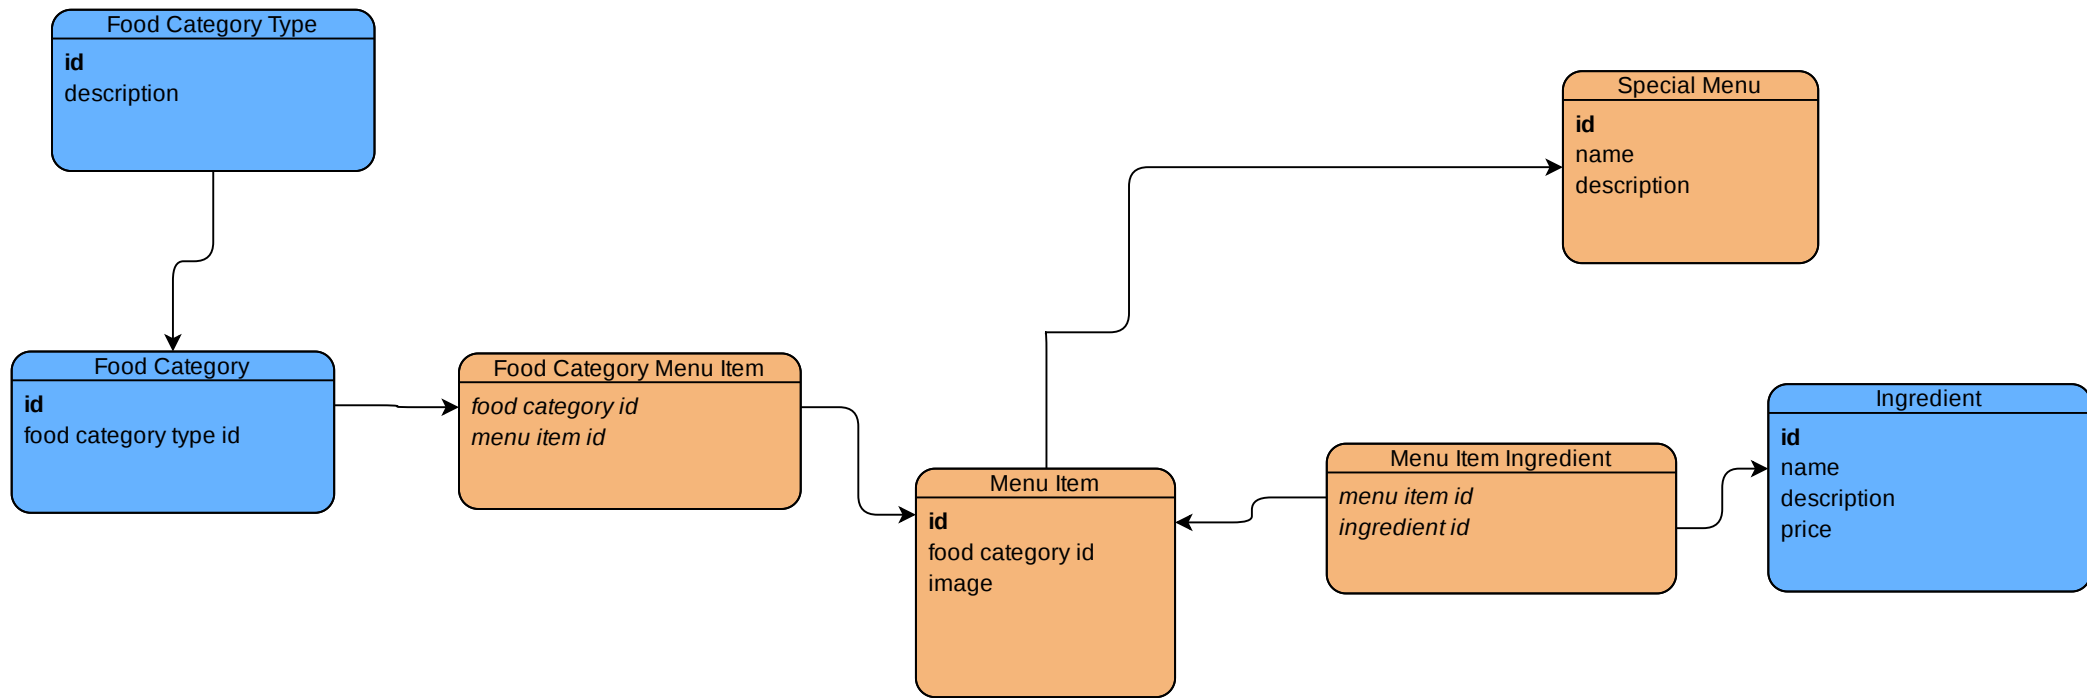 Food Category Type
id
description
Special Menu
id
name
description
Food Category
id
food category type id
Food Category Menu Item
food category id
menu item id
Menu Item
id
food category id
image
Menu Item Ingredient
menu item id
ingredient id
Ingredient
id
name
description
price